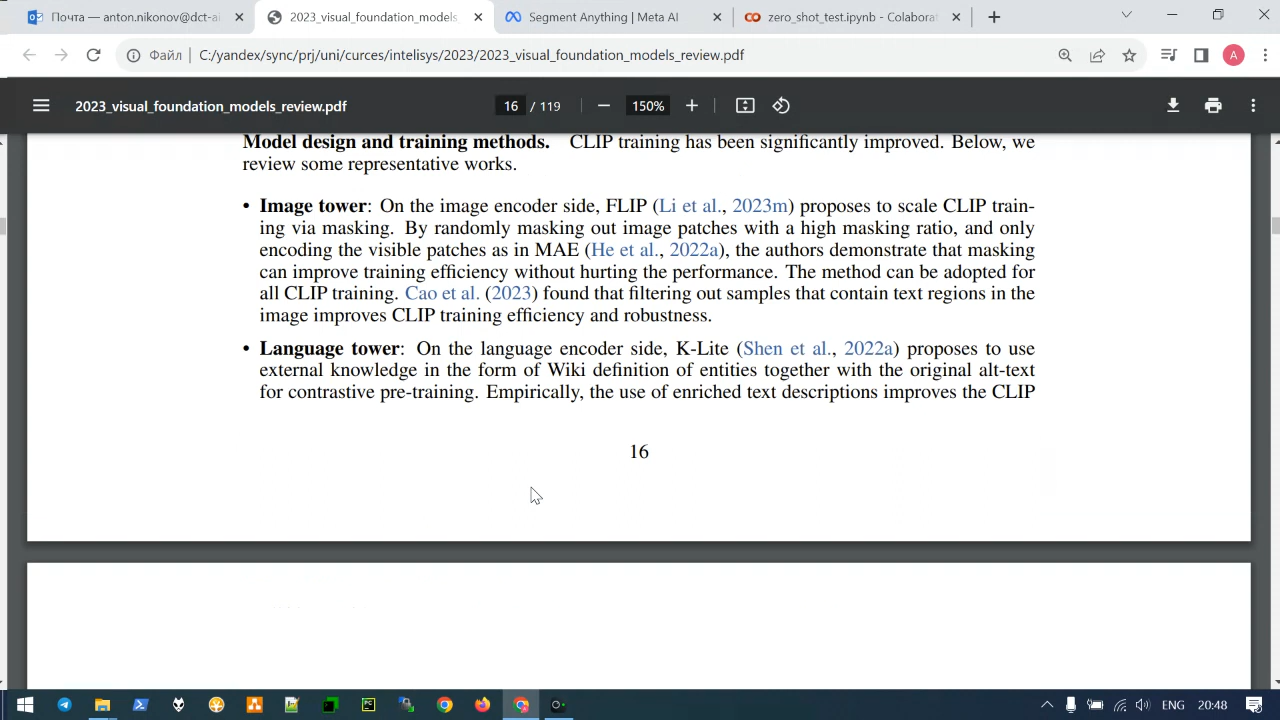 Почта — anton.nikonov@dct-ai
2023_visual_foundation_models
Segment Anything | Meta AI
zero_shot_test.ipynb - Colaborat
Файл
C:/yandex/sync/prj/uni/curces/intelisys/2023/2023_visual_foundation_models_review.pdf
A
2023_visual_foundation_models_review.pdf
16 / 119
150%
Model design and training methods. CLIP training has been significantly improved. Below, we
review some representative works.
• Image tower: On the image encoder side, FLIP (Li et al., 2023m) proposes to scale CLIP train-
ing via masking. By randomly masking out image patches with a high masking ratio, and only
encoding the visible patches as in MAE (He et al., 2022a), the authors demonstrate that masking
can improve training efficiency without hurting the performance. The method can be adopted for
all CLIP training. Cao et al. (2023) found that filtering out samples that contain text regions in the
image improves CLIP training efficiency and robustness.
• Language tower: On the language encoder side, K-Lite (Shen et al., 2022a) proposes to use
external knowledge in the form of Wiki definition of entities together with the original alt-text
for contrastive pre-training. Empirically, the use of enriched text descriptions improves the CLIP
16
ENG
20:48